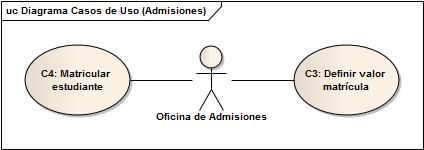 uc Diagrama Casos de Uso (Admisiones)
C4: Matricular
estudiante
C3: Definir valor
matrícula
Oficina de Admisiones